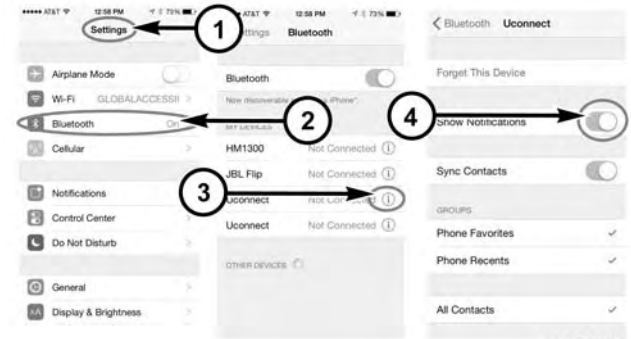 AT&T 12:58 PM 73%
Settings
1
Airplane Mode
Wi-Fi GLOBALACCESSII
Bluetooth On
2
Cellular
Notifications
Control Center
Do Not Disturb
General
Display & Brightness
AT&T 12:58 PM 73%
ettings Bluetooth
Bluetooth
Now discoverable iPhone".
MY DEVICES
HM1300 Not Connected
JBL Flip Not Connected
3
Uconnect Not Connected
Uconnect Not Connected
OTHER DEVICES
Bluetooth Uconnect
Forget This Device
4
Show Notifications
Sync Contacts
GROUPS
Phone Favorites
Phone Recents
All Contacts